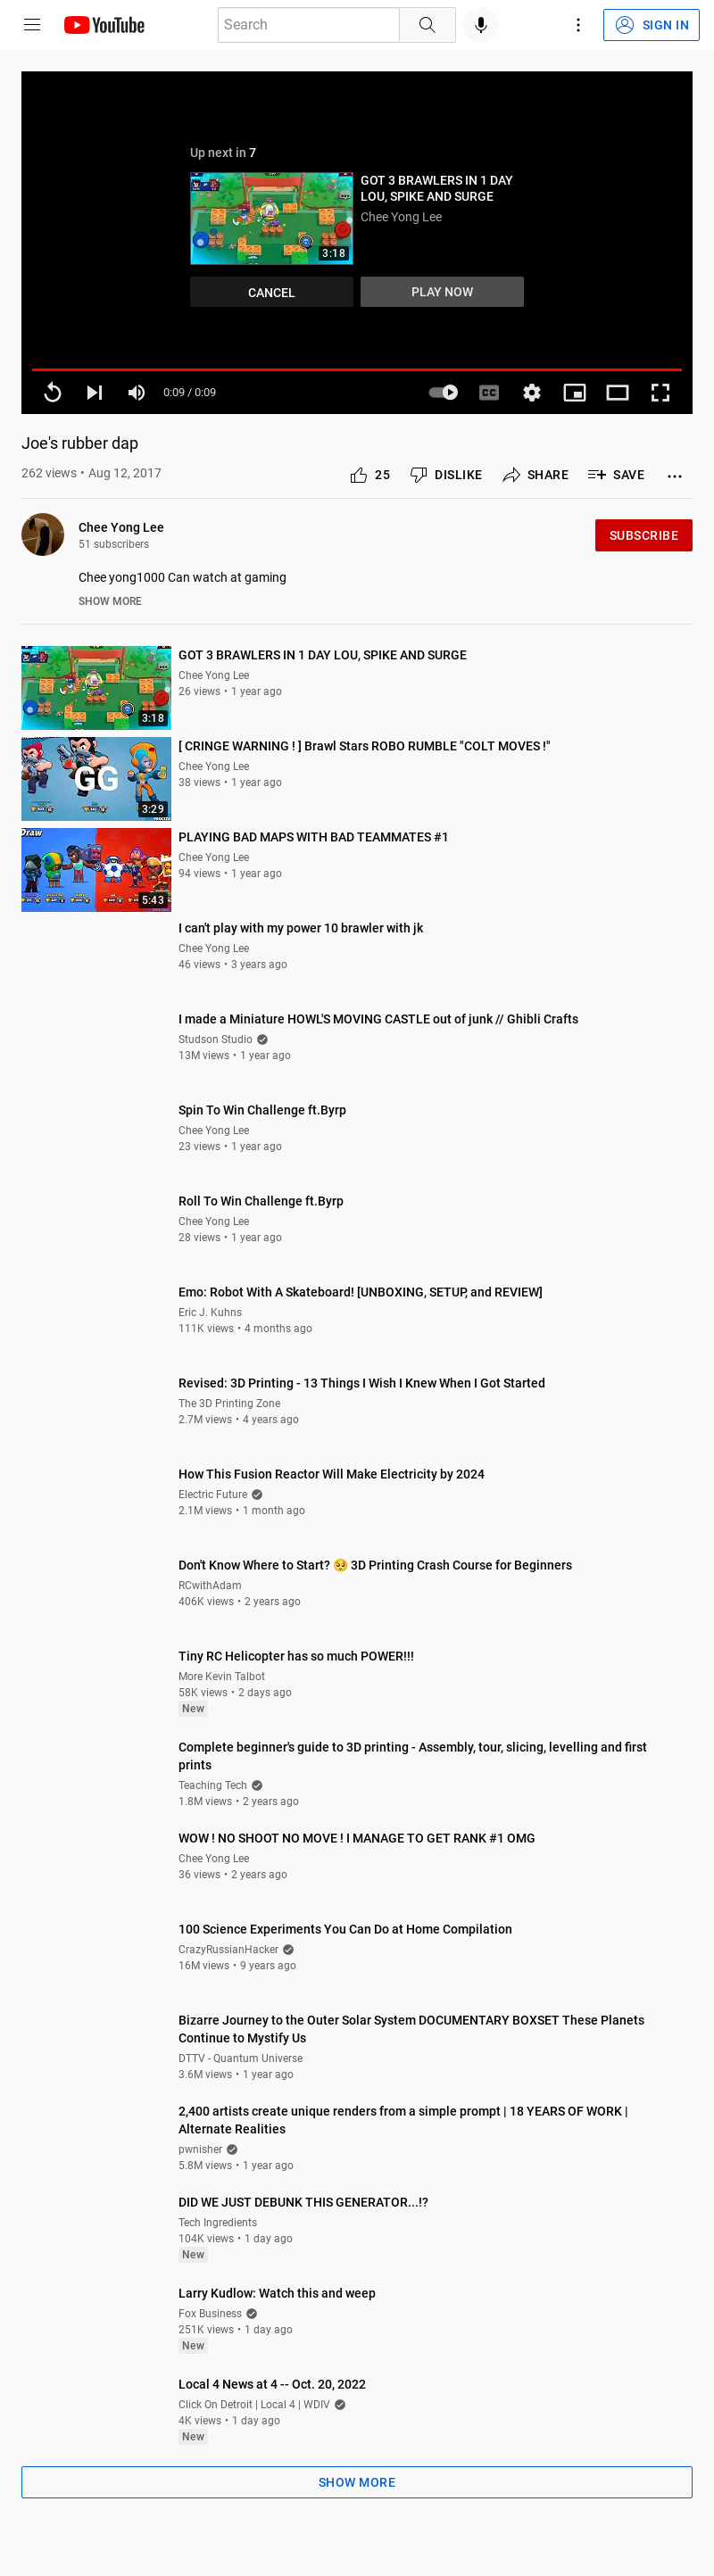 YouTube
Search
SIGN IN
Up next in 7
GOT 3 BRAWLERS IN 1 DAY
LOU, SPIKE AND SURGE
Chee Yong Lee
3:18
CANCEL
PLAY NOW
0:09 / 0:09
CC
Joe's rubber dap
262 views • Aug 12, 2017
25
DISLIKE
SHARE
SAVE
Chee Yong Lee
51 subscribers
SUBSCRIBE
Chee yong1000 Can watch at gaming
SHOW MORE
GOT 3 BRAWLERS IN 1 DAY LOU, SPIKE AND SURGE
Chee Yong Lee
26 views • 1 year ago
3:18
[ CRINGE WARNING ! ] Brawl Stars ROBO RUMBLE "COLT MOVES !"
Chee Yong Lee
38 views • 1 year ago
GG
3:29
PLAYING BAD MAPS WITH BAD TEAMMATES #1
Chee Yong Lee
94 views • 1 year ago
Draw
5:43
I can't play with my power 10 brawler with jk
Chee Yong Lee
46 views • 3 years ago
I made a Miniature HOWL'S MOVING CASTLE out of junk // Ghibli Crafts
Studson Studio
13M views • 1 year ago
Spin To Win Challenge ft.Byrp
Chee Yong Lee
23 views • 1 year ago
Roll To Win Challenge ft.Byrp
Chee Yong Lee
28 views • 1 year ago
Emo: Robot With A Skateboard! [UNBOXING, SETUP, and REVIEW]
Eric J. Kuhns
111K views • 4 months ago
Revised: 3D Printing - 13 Things I Wish I Knew When I Got Started
The 3D Printing Zone
2.7M views • 4 years ago
How This Fusion Reactor Will Make Electricity by 2024
Electric Future
2.1M views • 1 month ago
Don't Know Where to Start? 🥺 3D Printing Crash Course for Beginners
RCwithAdam
406K views • 2 years ago
Tiny RC Helicopter has so much POWER!!!
More Kevin Talbot
58K views • 2 days ago
New
Complete beginner's guide to 3D printing - Assembly, tour, slicing, levelling and first
prints
Teaching Tech
1.8M views • 2 years ago
WOW ! NO SHOOT NO MOVE ! I MANAGE TO GET RANK #1 OMG
Chee Yong Lee
36 views • 2 years ago
100 Science Experiments You Can Do at Home Compilation
CrazyRussianHacker
16M views • 9 years ago
Bizarre Journey to the Outer Solar System DOCUMENTARY BOXSET These Planets
Continue to Mystify Us
DTTV - Quantum Universe
3.6M views • 1 year ago
2,400 artists create unique renders from a simple prompt | 18 YEARS OF WORK |
Alternate Realities
pwnisher
5.8M views • 1 year ago
DID WE JUST DEBUNK THIS GENERATOR...!?
Tech Ingredients
104K views • 1 day ago
New
Larry Kudlow: Watch this and weep
Fox Business
251K views • 1 day ago
New
Local 4 News at 4 -- Oct. 20, 2022
Click On Detroit | Local 4 | WDIV
4K views • 1 day ago
New
SHOW MORE